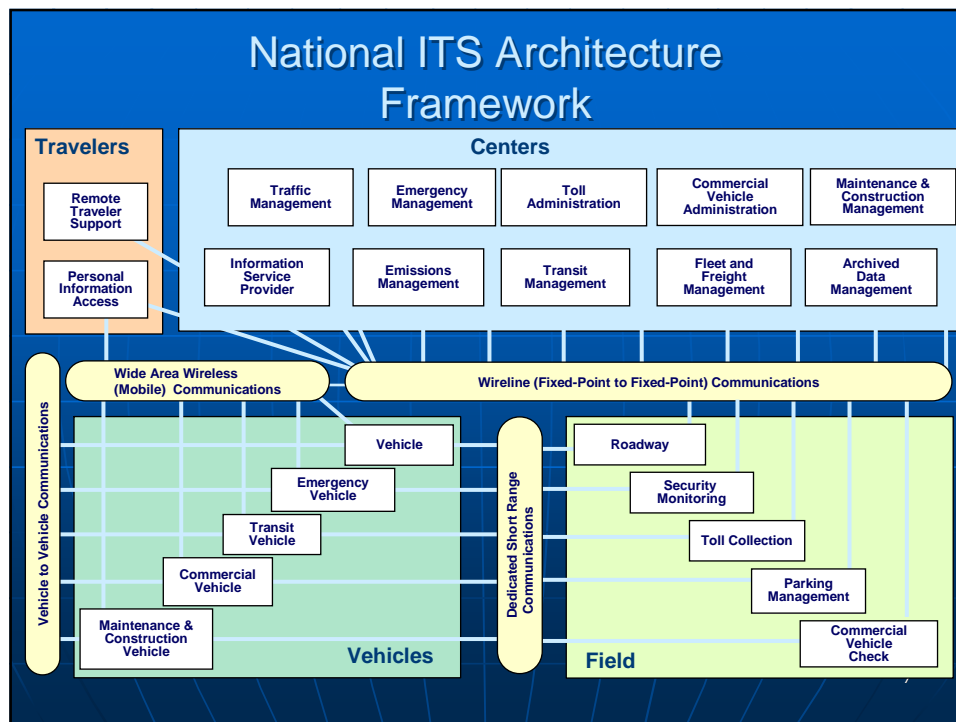 National ITS Architecture
Framework
Travelers
Remote
Traveler
Support
Personal
Information
Access
Centers
Traffic
Management
Emergency
Management
Toll
Administration
Commercial
Vehicle
Administration
Maintenance &
Construction
Management
Information
Service
Provider
Emissions
Management
Transit
Management
Fleet and
Freight
Management
Archived
Data
Management
Wide Area Wireless
(Mobile) Communications
Wireline (Fixed-Point to Fixed-Point) Communications
Vehicle to Vehicle Communications
Vehicle
Emergency
Vehicle
Transit
Vehicle
Commercial
Vehicle
Maintenance &
Construction
Vehicle
Vehicles
Dedicated Short Range
Communications
Roadway
Security
Monitoring
Toll Collection
Parking
Management
Commercial
Vehicle
Check
Field